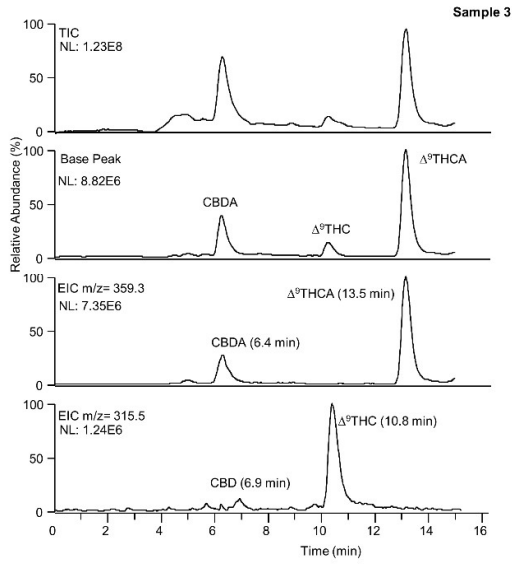 Sample 3
Relative Abundance (%)
TIC
NL: 1.23E8
100
50
0
Base Peak
NL: 8.82E6
100
50
0
CBDA
Δ⁹THC
Δ⁹THCA
EIC m/z= 359.3
NL: 7.35E6
100
50
0
CBDA (6.4 min)
Δ⁹THCA (13.5 min)
EIC m/z= 315.5
NL: 1.24E6
100
50
0
CBD (6.9 min)
Δ⁹THC (10.8 min)
0 2 4 6 8 10 12 14 16
Time (min)